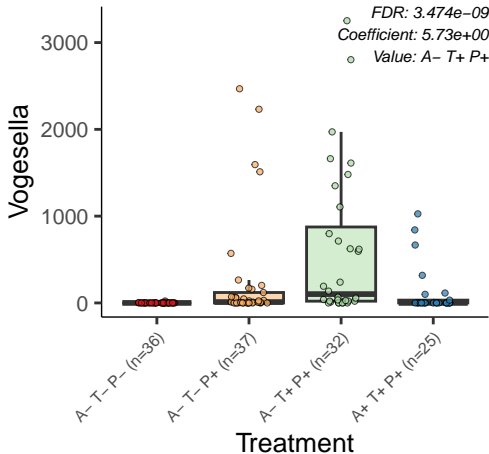 FDR: 3.474e−09
Coefficient: 5.73e+00
Value: A− T+ P+
Vogesella
3000
2000
1000
0
A− T− P− (n=36)
A− T− P+ (n=37)
A− T+ P+ (n=32)
A+ T+ P+ (n=25)
Treatment